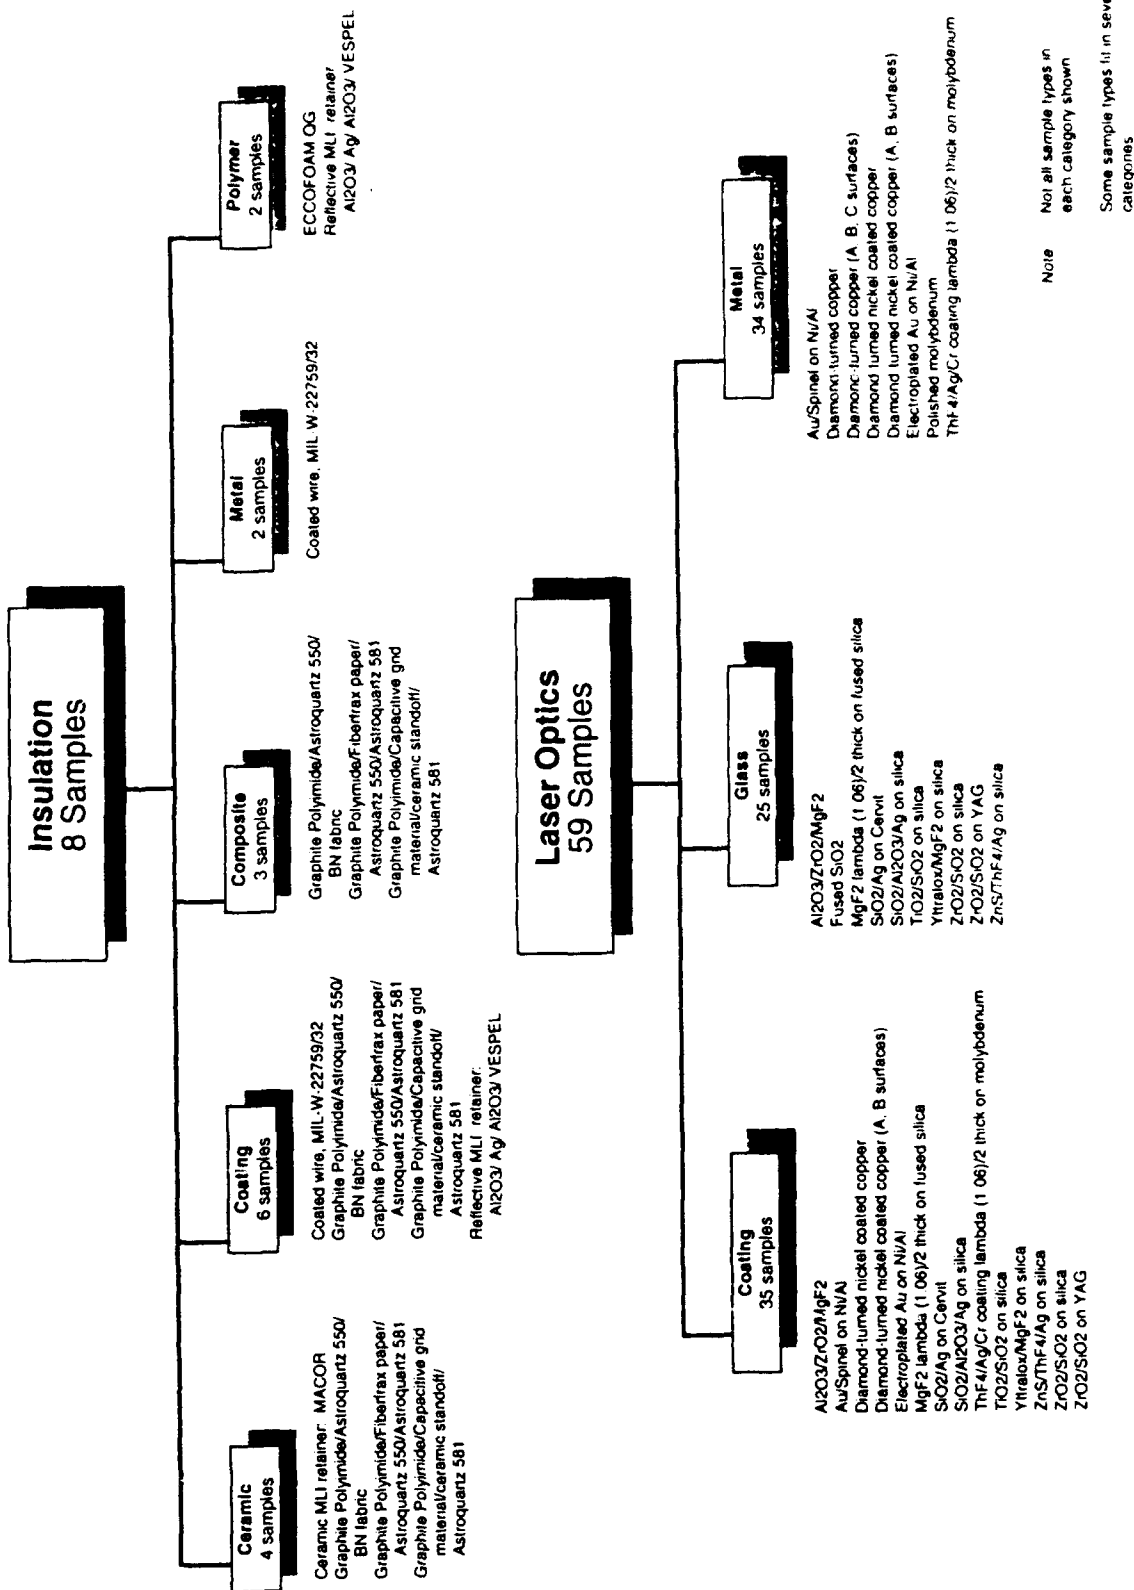 Insulation
8 Samples
Ceramic
4 samples
Ceramic MLI retainer: MACOR
Graphite Polyimide/Astroquartz 550/
BN fabric
Graphite Polyimide/Fiberfrax paper/
Astroquartz 550/Astroquartz 581
Graphite Polyimide/Capacitive grid
material/ceramic standoff/
Astroquartz 581
Coating
6 samples
Coated wire, MIL-W-22759/32
Graphite Polyimide/Astroquartz 550/
BN fabric
Graphite Polyimide/Fiberfrax paper/
Astroquartz 550/Astroquartz 581
Graphite Polyimide/Capacitive grid
material/ceramic standoff/
Astroquartz 581
Reflective MLI retainer:
Al2O3/ Ag/ Al2O3/ VESPEL
Composite
3 samples
Graphite Polyimide/Astroquartz 550/
BN fabric
Graphite Polyimide/Fiberfrax paper/
Astroquartz 550/Astroquartz 581
Graphite Polyimide/Capacitive grid
material/ceramic standoff/
Astroquartz 581
Metal
2 samples
Coated wire, MIL-W-22759/32
Polymer
2 samples
ECCOFOAM QG
Reflective MLI retainer
Al2O3/ Ag/ Al2O3/ VESPEL
Laser Optics
59 Samples
Coating
35 samples
Al2O3/ZrO2/MgF2
Au/Spinel on Ni/Al
Diamond-turned nickel coated copper
Diamond-turned nickel coated copper (A, B surfaces)
Electroplated Au on Ni/Al
MgF2 lambda (1.06)/2 thick on fused silica
SiO2/Ag on Cervit
SiO2/Al2O3/Ag on silica
ThF4/Ag/Cr coating lambda (1 06)/2 thick on molybdenum
TiO2/SiO2 on silica
Yttralox/MgF2 on silica
ZnS/ThF4/Ag on silica
ZrO2/SiO2 on silica
ZrO2/SiO2 on YAG
Glass
25 samples
Al2O3/ZrO2/MgF2
Fused SiO2
MgF2 lambda (1 06)/2 thick on fused silica
SiO2/Ag on Cervit
SiO2/Al2O3/Ag on silica
TiO2/SiO2 on silica
Yttralox/MgF2 on silica
ZrO2/SiO2 on silica
ZrO2/SiO2 on YAG
ZnS/ThF4/Ag on silica
Metal
34 samples
Au/Spinel on Ni/Al
Diamond-turned copper
Diamond-turned copper (A, B, C surfaces)
Diamond turned nickel coated copper
Diamond turned nickel coated copper (A, B surfaces)
Electroplated Au on Ni/Al
Polished molybdenum
ThF4/Ag/Cr coating lambda (1 06)/2 thick on molybdenum
Note Not all sample types in
each category shown
Some sample types fit in
categories